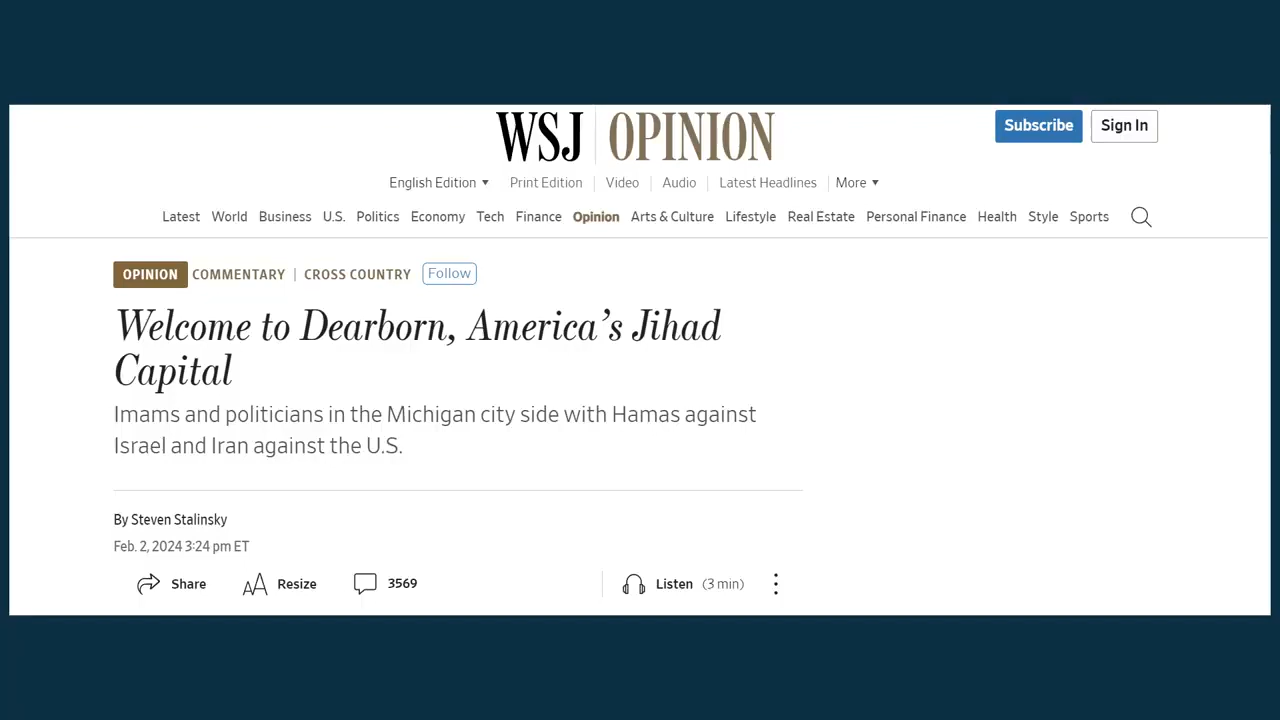 WSJ OPINION
Subscribe Sign In
English Edition Print Edition Video Audio Latest Headlines More
Latest World Business U.S. Politics Economy Tech Finance Opinion Arts & Culture Lifestyle Real Estate Personal Finance Health Style Sports
OPINION COMMENTARY | CROSS COUNTRY Follow
Welcome to Dearborn, America’s Jihad
Capital
Imams and politicians in the Michigan city side with Hamas against
Israel and Iran against the U.S.
By Steven Stalinsky
Feb. 2, 2024 3:24 pm ET
Share AA Resize 3569 Listen (3 min)